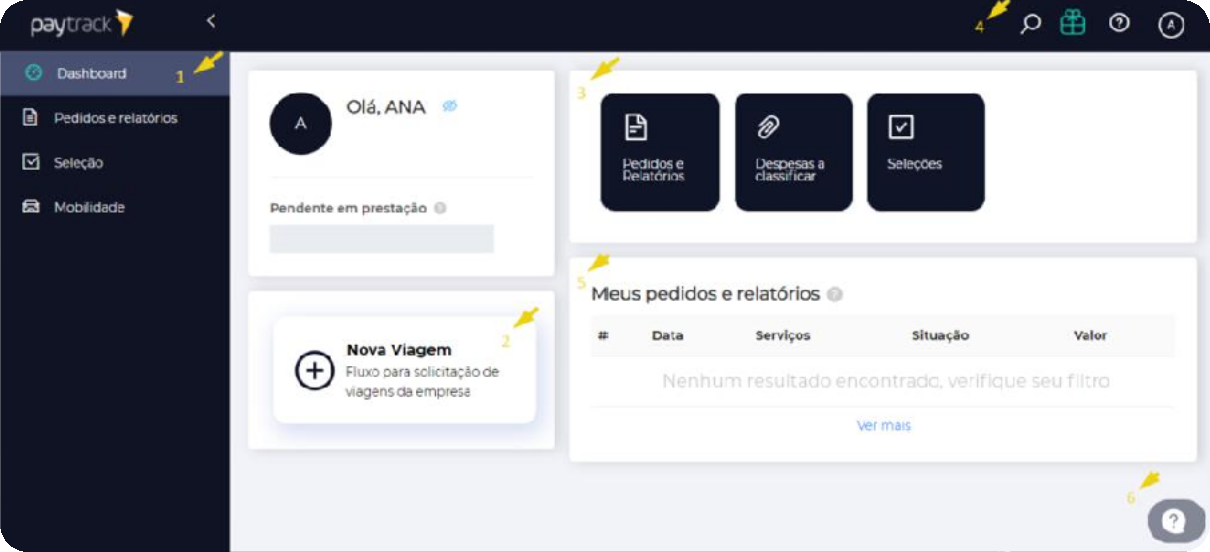 paytrack
4
A
Dashboard
1
Pedidos e relatórios
Seleção
Mobilidade
A
Olá, ANA
Pendente em prestação ?
3
Pedidos e
Relatórios
Despesas a
classificar
Seleções
2
Nova Viagem
Fluxo para solicitação de
viagens da empresa
5
Meus pedidos e relatórios ?
# Data Serviços Situação Valor
Nenhum resultado encontrado, verifique seu filtro
Ver mais
6
?